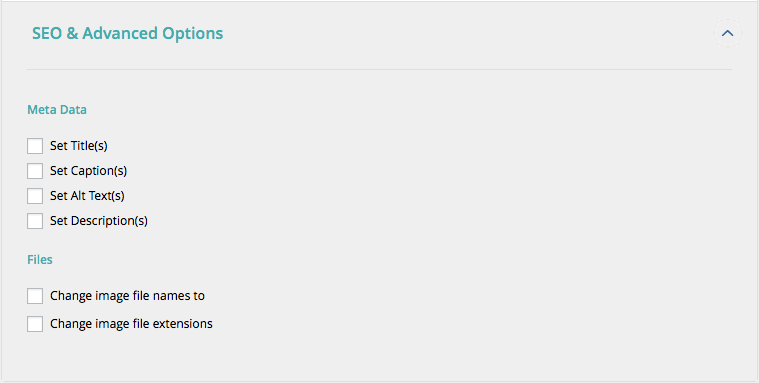 SEO & Advanced Options
Meta Data
Set Title(s)
Set Caption(s)
Set Alt Text(s)
Set Description(s)
Files
Change image file names to
Change image file extensions